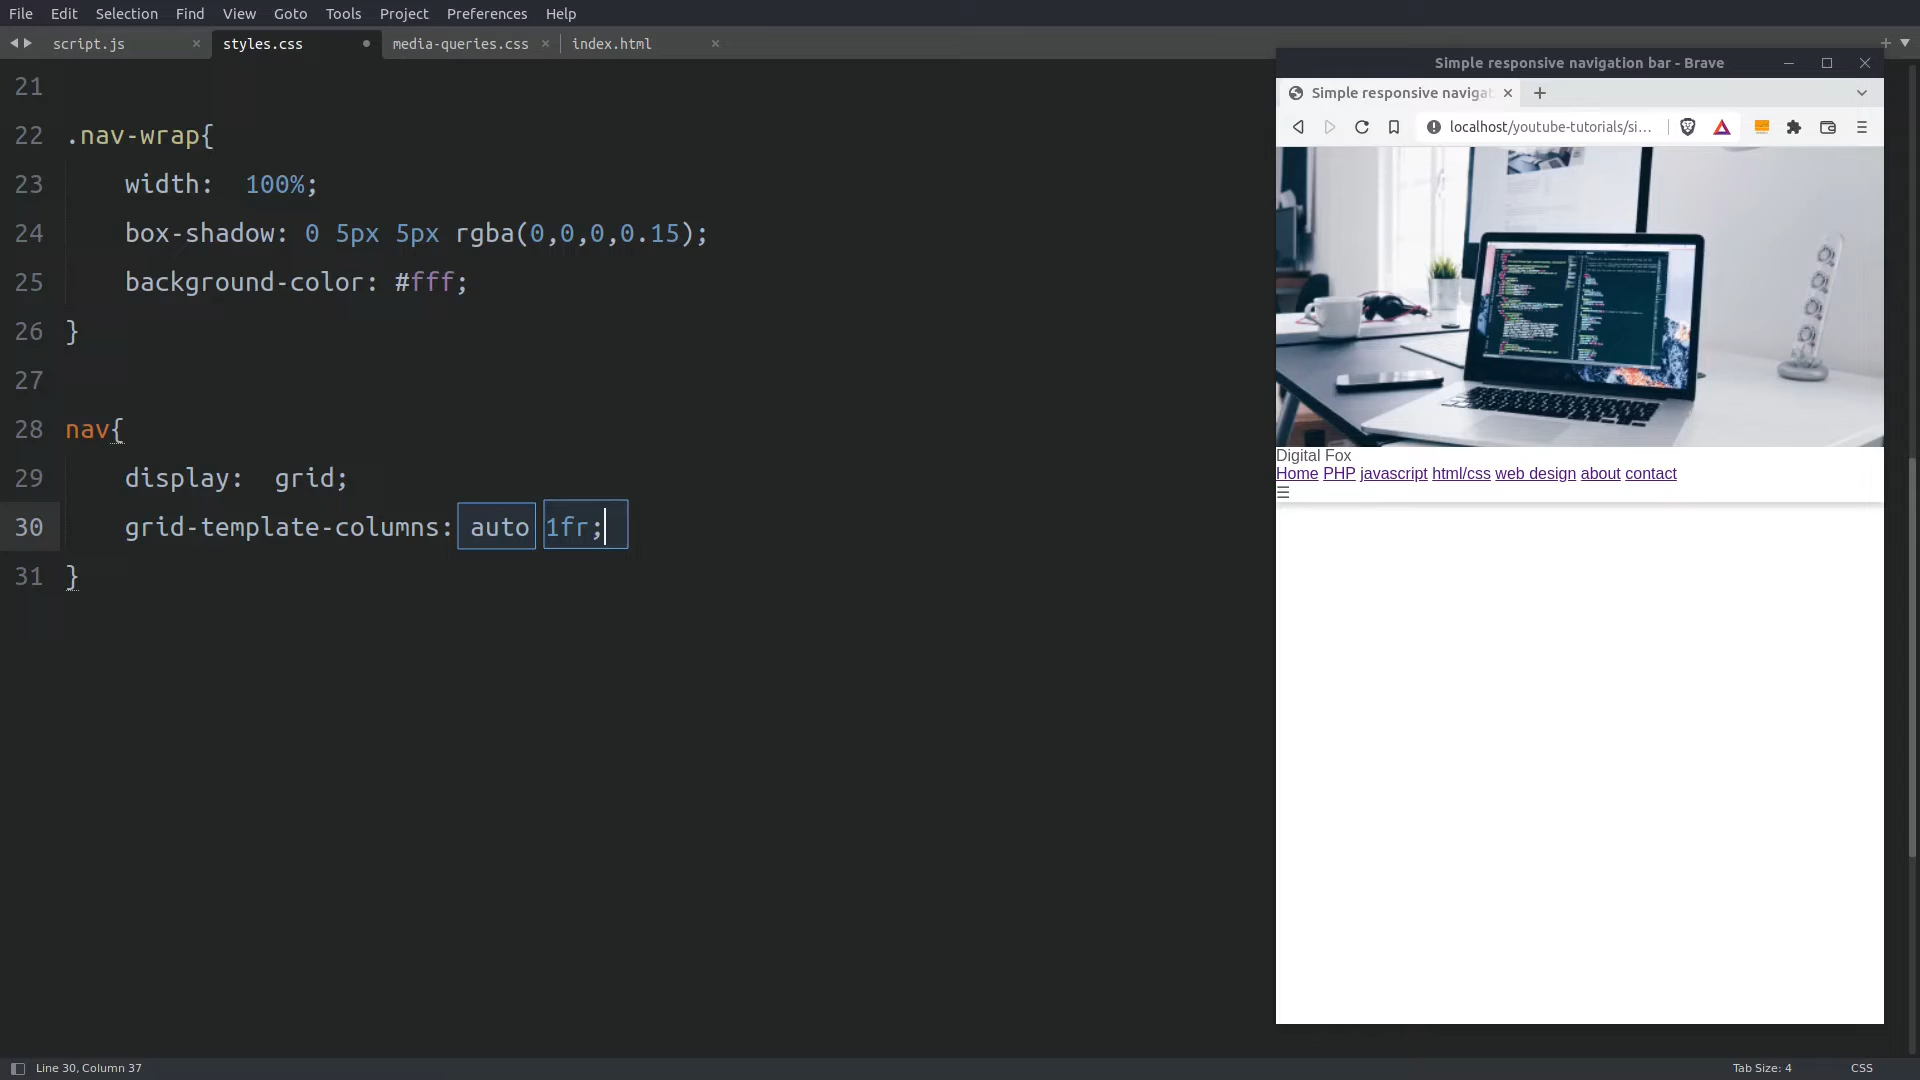 File Edit Selection Find View Goto Tools Project Preferences Help
script.js × styles.css media-queries.css × index.html ×
21
22 .nav-wrap{
23 width: 100%;
24 box-shadow: 0 5px 5px rgba(0,0,0,0.15);
25 background-color: #fff;
26 }
27
28 nav{
29 display: grid;
30 grid-template-columns: auto 1fr;
31 }
Simple responsive navigation bar - Brave
Simple responsive navigat
localhost/youtube-tutorials/si...
Digital Fox
Home PHP javascript html/css web design about contact
☰
Line 30, Column 37 Tab Size: 4 CSS